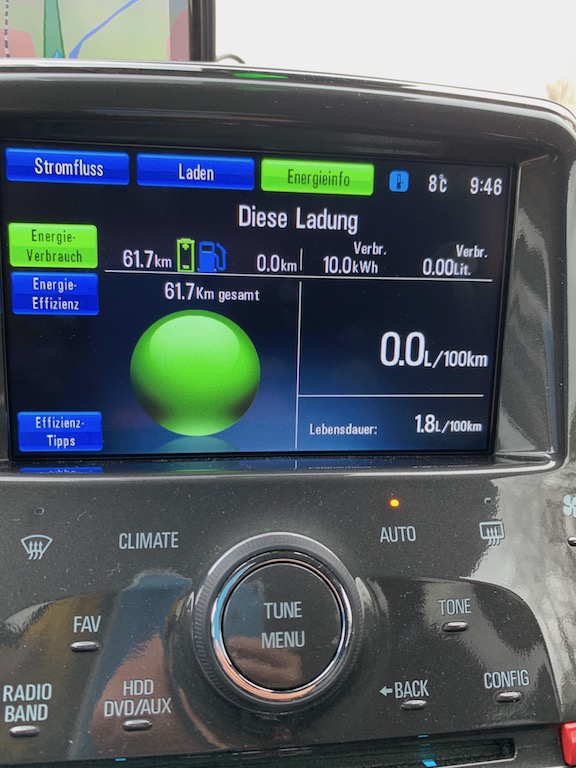 Stromfluss
Laden
Energieinfo
8°C
9:46
Diese Ladung
Energie-
Verbrauch
61.7km
0.0km
Verbr.
10.0kWh
Verbr.
0.00Lit.
Energie-
Effizienz
61.7Km gesamt
0.0L/100km
Effizienz-
Tipps
Lebensdauer:
1.8L/100km
CLIMATE
AUTO
FAV
TUNE
MENU
TONE
RADIO
BAND
HDD
DVD/AUX
BACK
CONFIG